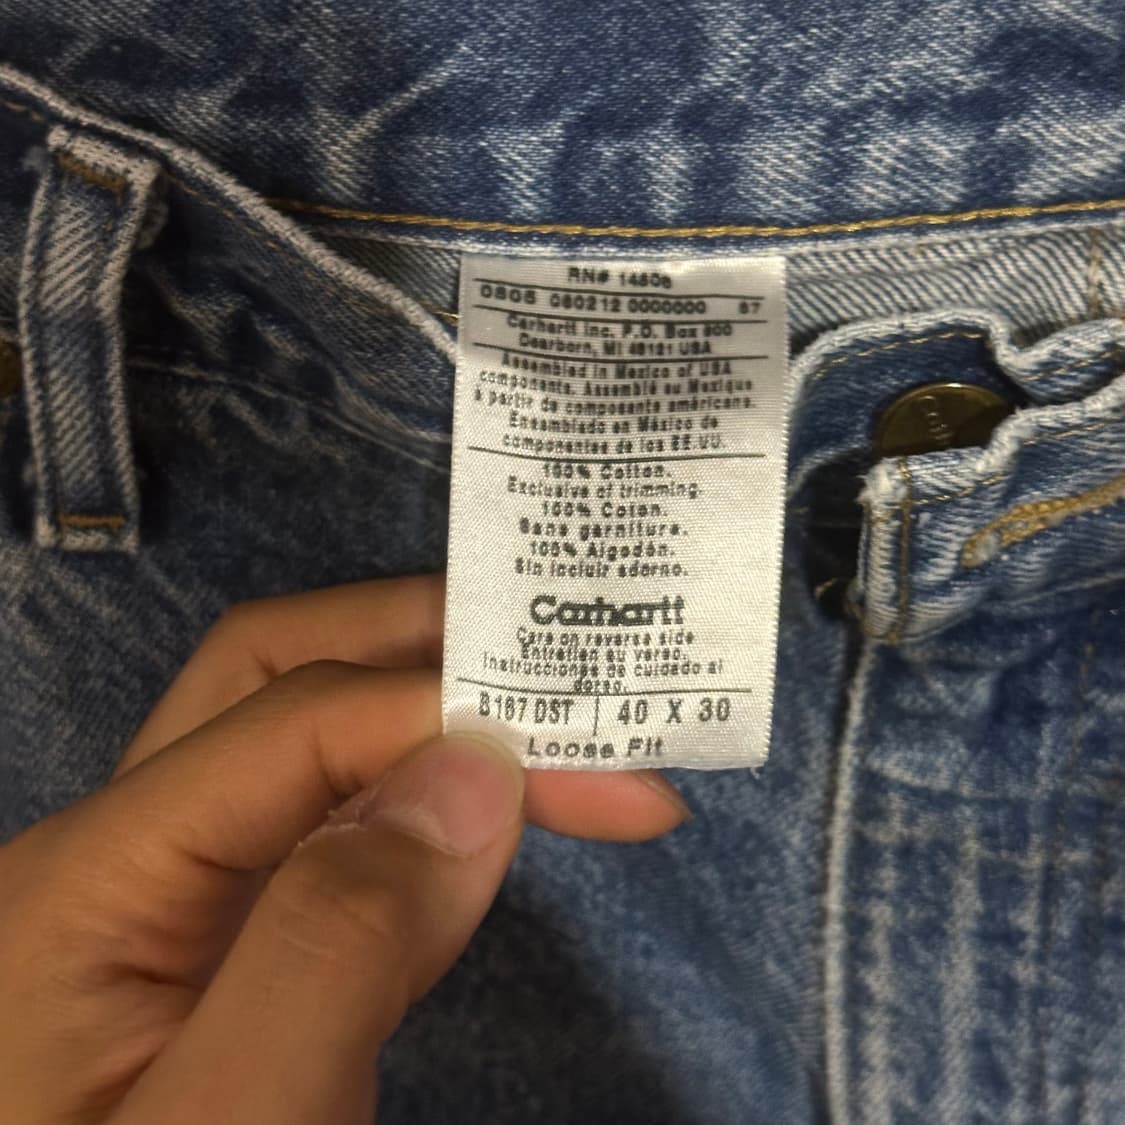 RN# 14806
0805 060212 0000000 67
Carhartt Inc. P.O. Box 600
Dearborn, MI 48121 USA
Assembled in Mexico of USA
components. Assemblé au Mexique
à partir de composants américains.
Ensamblado en México de
componentes de los EE.UU.
100% Cotton.
Exclusive of trimming.
100% Coton.
Sans garniture.
100% Algodón.
Sin incluir adorno.
Carhartt
Care on reverse side
Entretien au verso.
Instrucciones de cuidado al
dorso.
B167 DST 40 X 30
Loose Fit